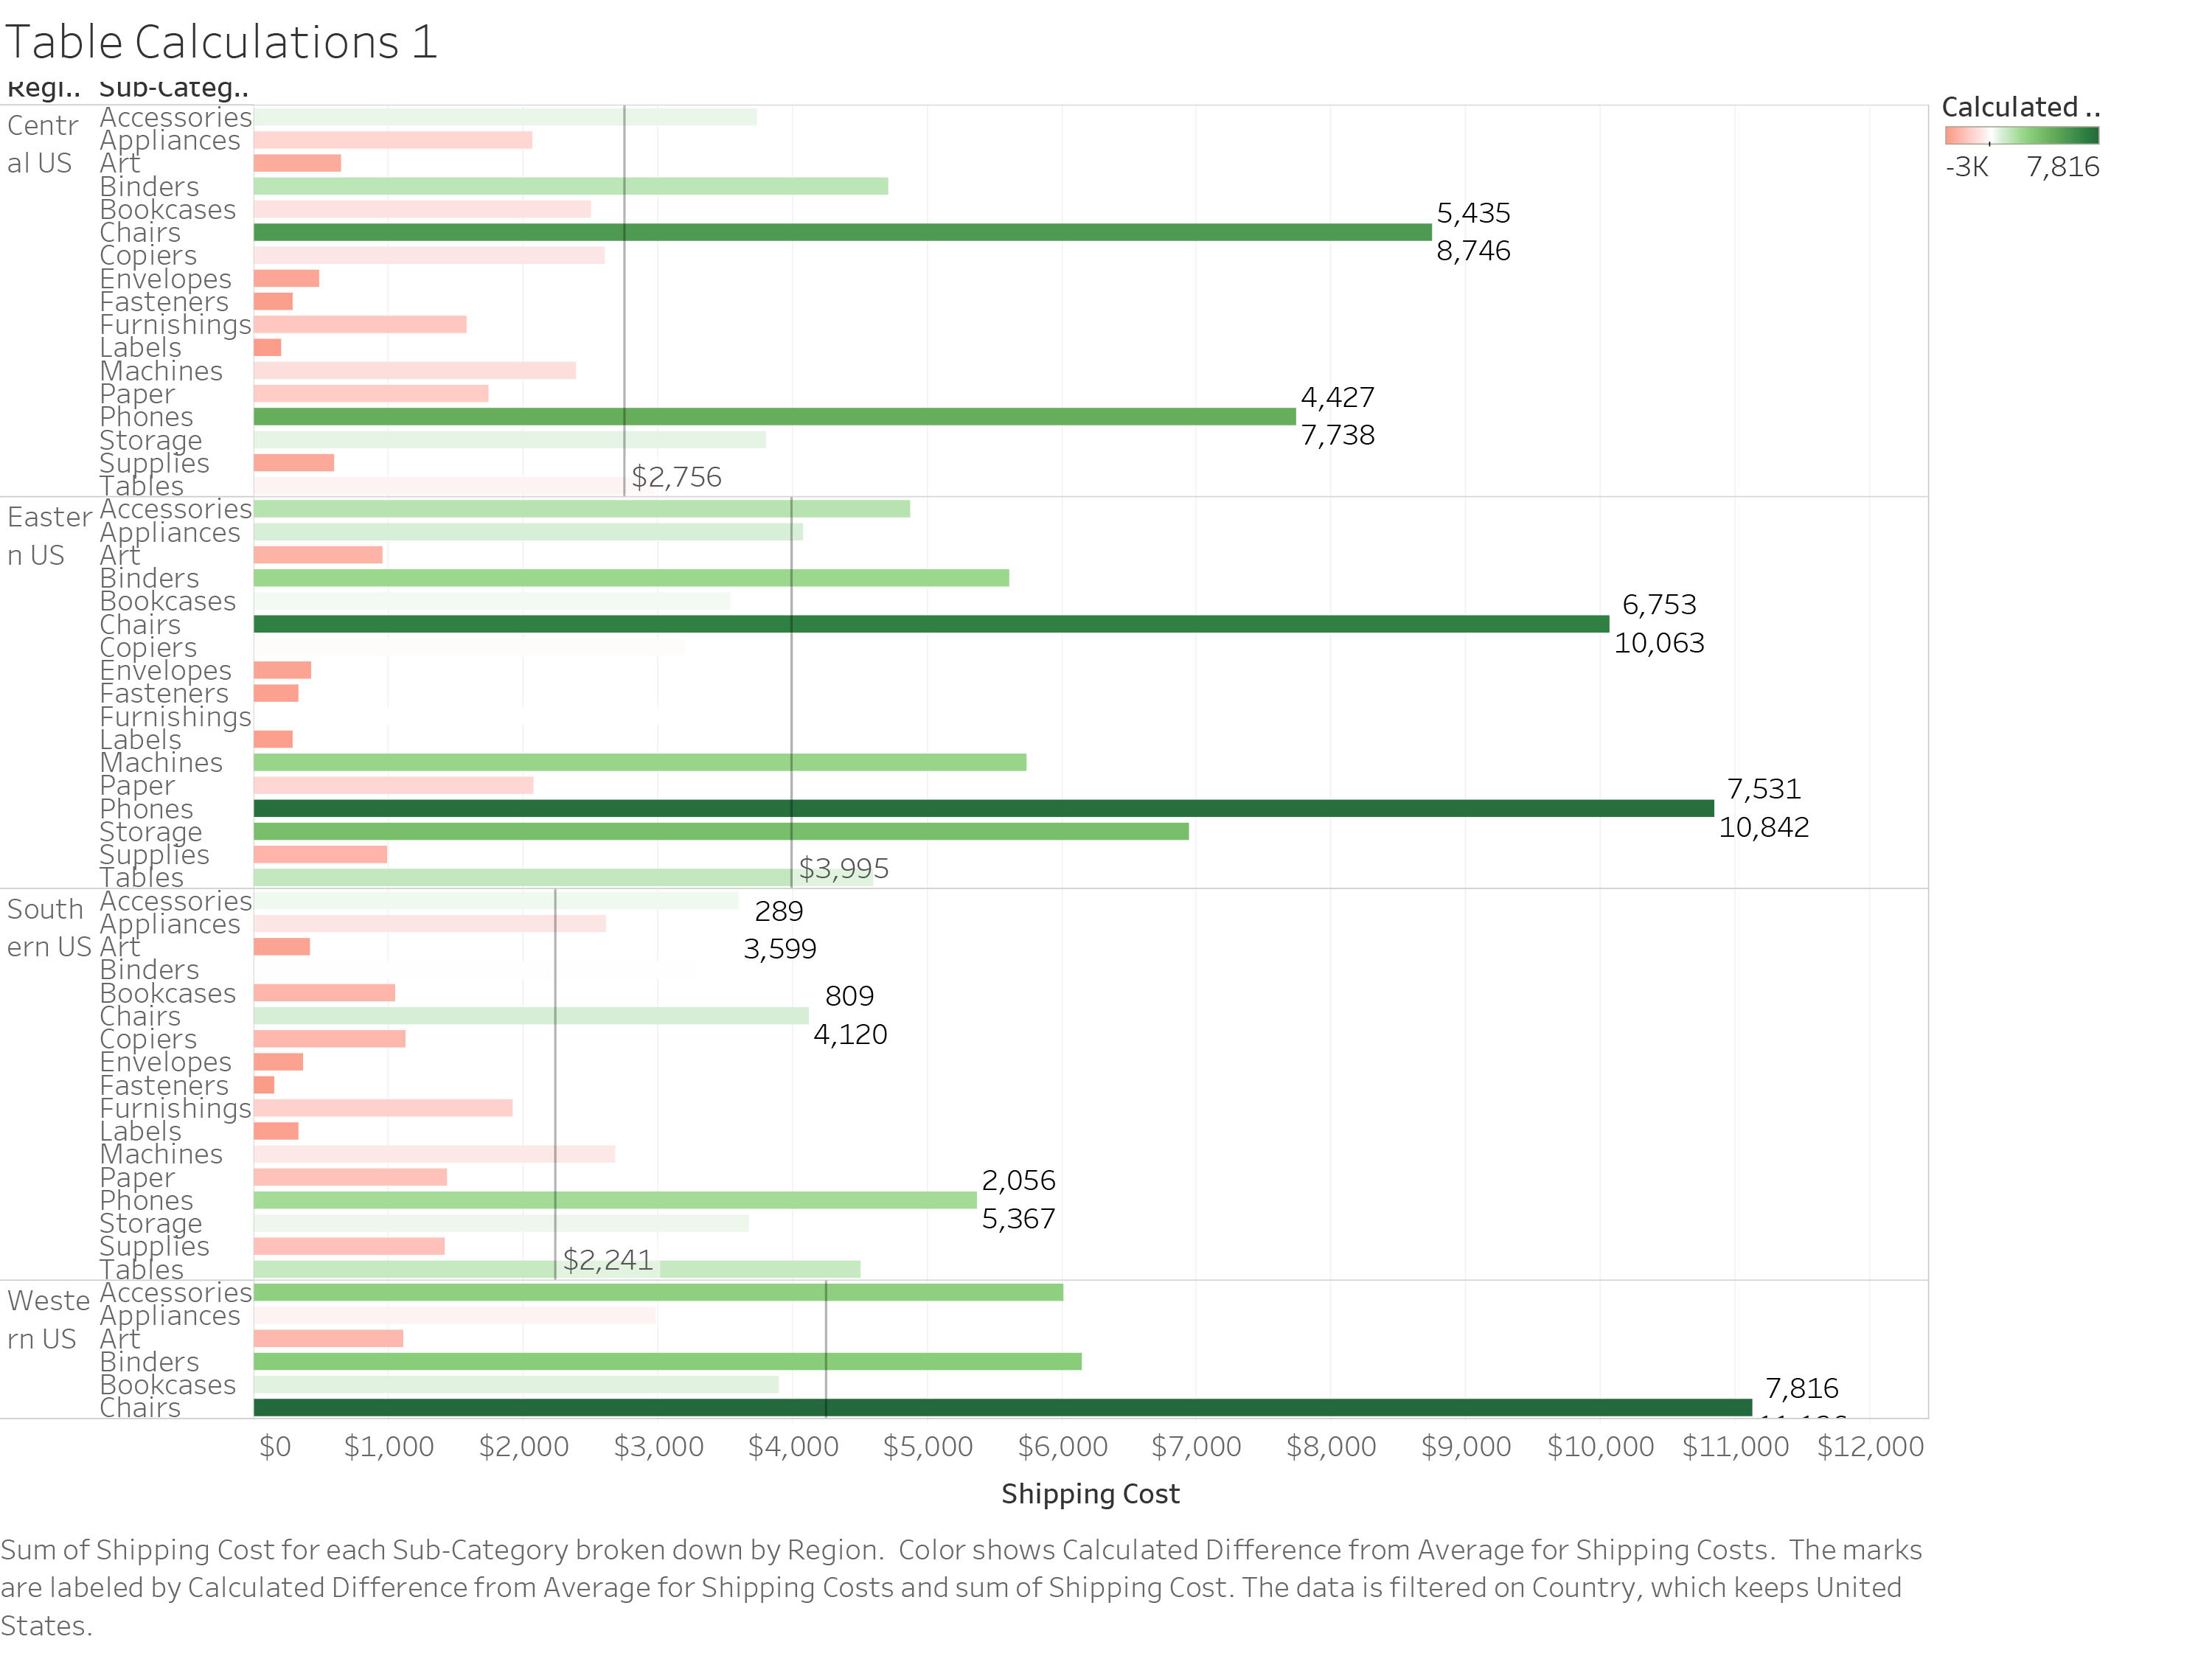 Table Calculations 1
Regi.. Sub-Categ..
Calculated ..
-3K 7,816
Central US
Accessories
Appliances
Art
Binders
Bookcases
Chairs 5,435 8,746
Copiers
Envelopes
Fasteners
Furnishings
Labels
Machines
Paper
Phones 4,427 7,738
Storage
Supplies
Tables $2,756
Eastern US
Accessories
Appliances
Art
Binders
Bookcases
Chairs 6,753 10,063
Copiers
Envelopes
Fasteners
Furnishings
Labels
Machines
Paper
Phones 7,531 10,842
Storage
Supplies
Tables $3,995
Southern US
Accessories 289 3,599
Appliances
Art
Binders
Bookcases
Chairs 809 4,120
Copiers
Envelopes
Fasteners
Furnishings
Labels
Machines
Paper
Phones 2,056 5,367
Storage
Supplies
Tables $2,241
Western US
Accessories
Appliances
Art
Binders
Bookcases
Chairs 7,816
$0 $1,000 $2,000 $3,000 $4,000 $5,000 $6,000 $7,000 $8,000 $9,000 $10,000 $11,000 $12,000
Shipping Cost
Sum of Shipping Cost for each Sub-Category broken down by Region. Color shows Calculated Difference from Average for Shipping Costs. The marks
are labeled by Calculated Difference from Average for Shipping Costs and sum of Shipping Cost. The data is filtered on Country, which keeps United
States.